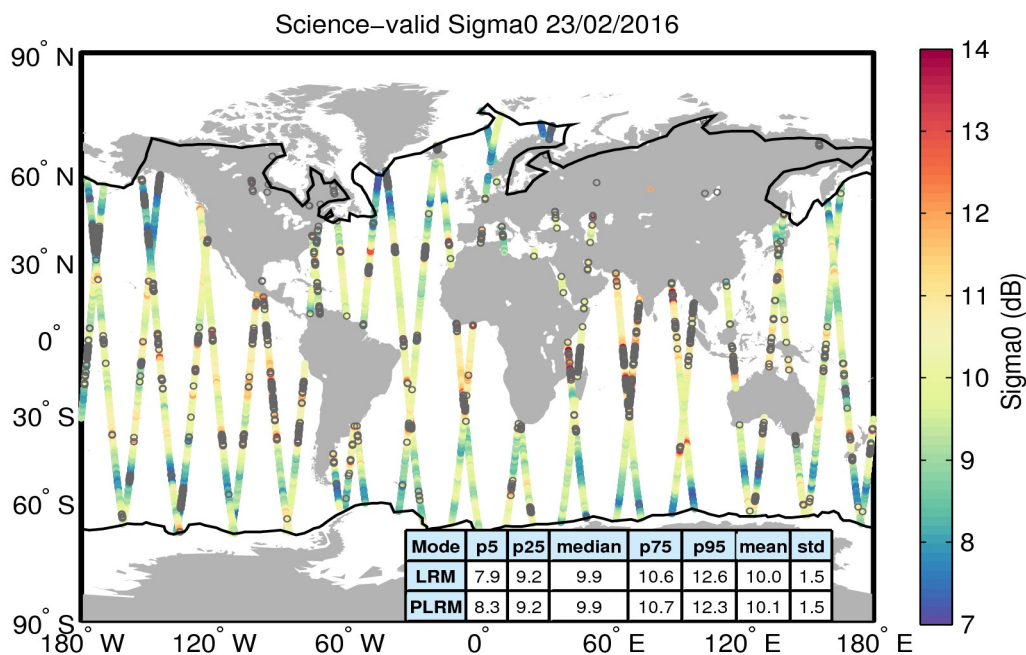 Science−valid Sigma0 23/02/2016
90° N
60° N
30° N
0°
30° S
60° S
90° S
180° W
120° W
60° W
0°
60° E
120° E
180° E
14
13
12
11
10
9
8
7
Sigma0 (dB)
Mode p5 p25 median p75 p95 mean std
LRM 7.9 9.2 9.9 10.6 12.6 10.0 1.5
PLRM 8.3 9.2 9.9 10.7 12.3 10.1 1.5